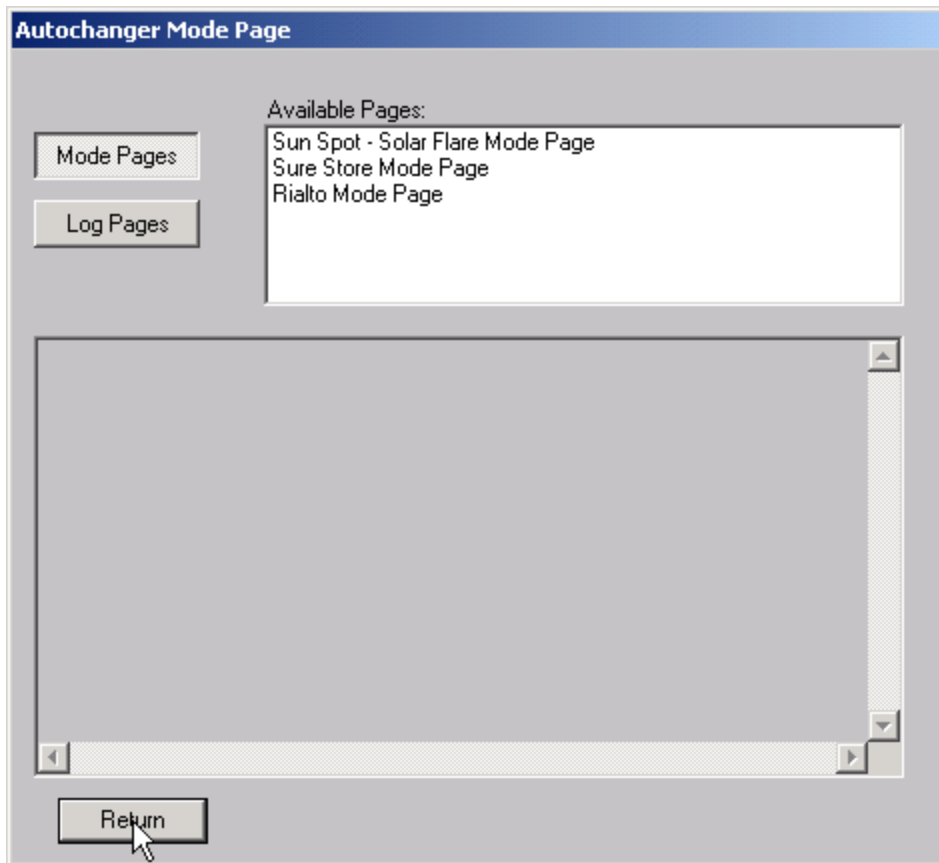 Autochanger Mode Page
Available Pages:
Mode Pages
Sun Spot - Solar Flare Mode Page
Sure Store Mode Page
Rialto Mode Page
Log Pages
Return